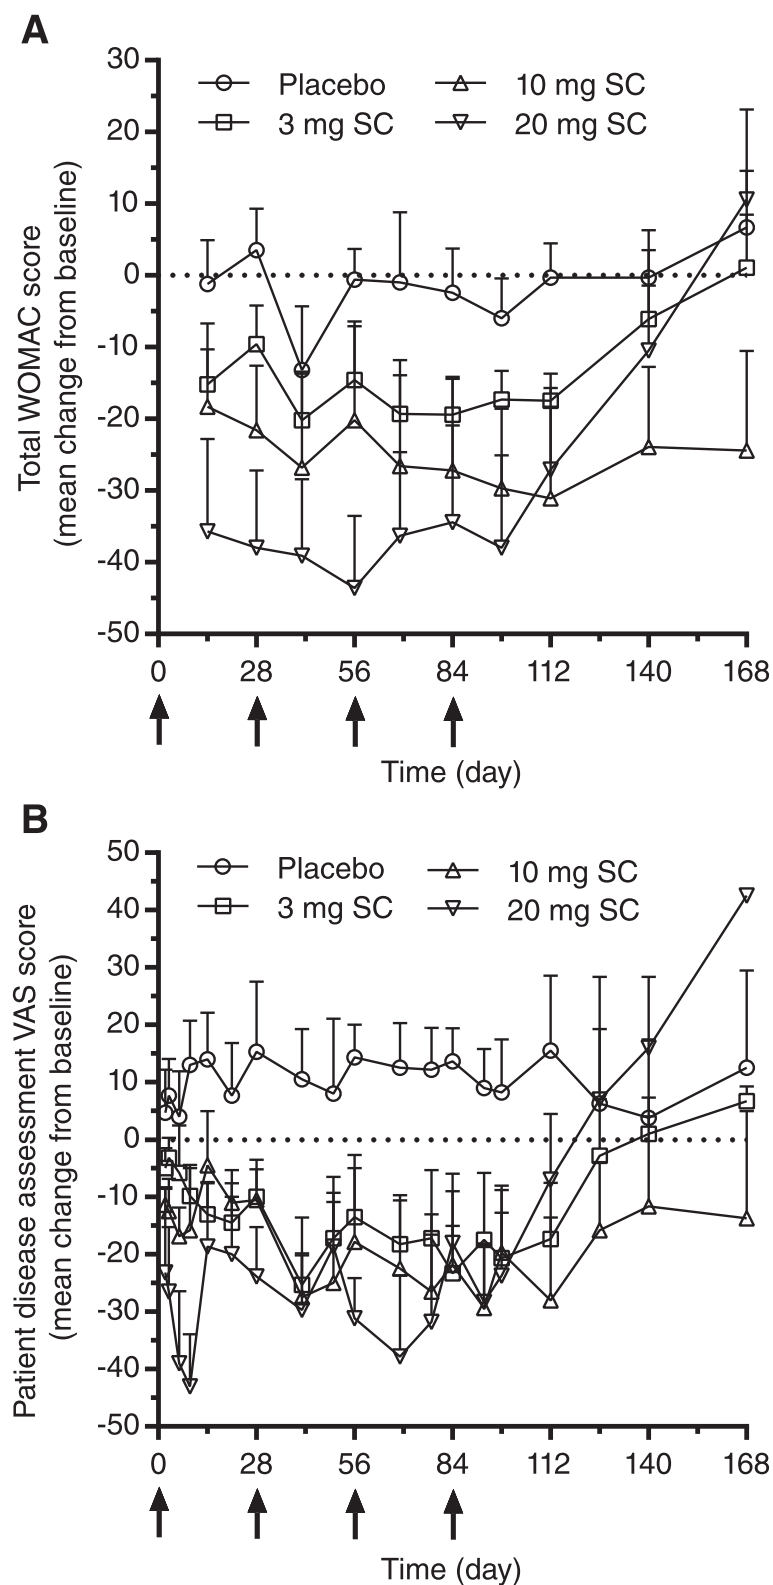 A
30
20
10
0
-10
-20
-30
-40
-50
Total WOMAC score
(mean change from baseline)
Placebo
3 mg SC
10 mg SC
20 mg SC
0 28 56 84 112 140 168
Time (day)
B
50
40
30
20
10
0
-10
-20
-30
-40
-50
Patient disease assessment VAS score
(mean change from baseline)
Placebo
3 mg SC
10 mg SC
20 mg SC
0 28 56 84 112 140 168
Time (day)